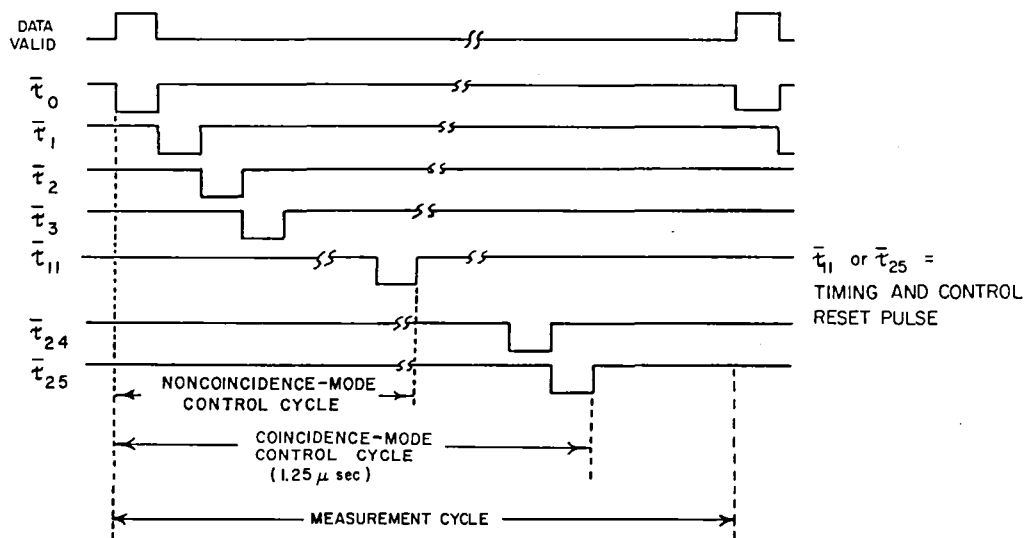 DATA
VALID
τ̄0
τ̄1
τ̄2
τ̄3
τ̄11
τ̄11 or τ̄25 =
TIMING AND CONTROL
RESET PULSE
τ̄24
τ̄25
NONCOINCIDENCE-MODE
CONTROL CYCLE
COINCIDENCE-MODE
CONTROL CYCLE
(1.25 μ sec)
MEASUREMENT CYCLE